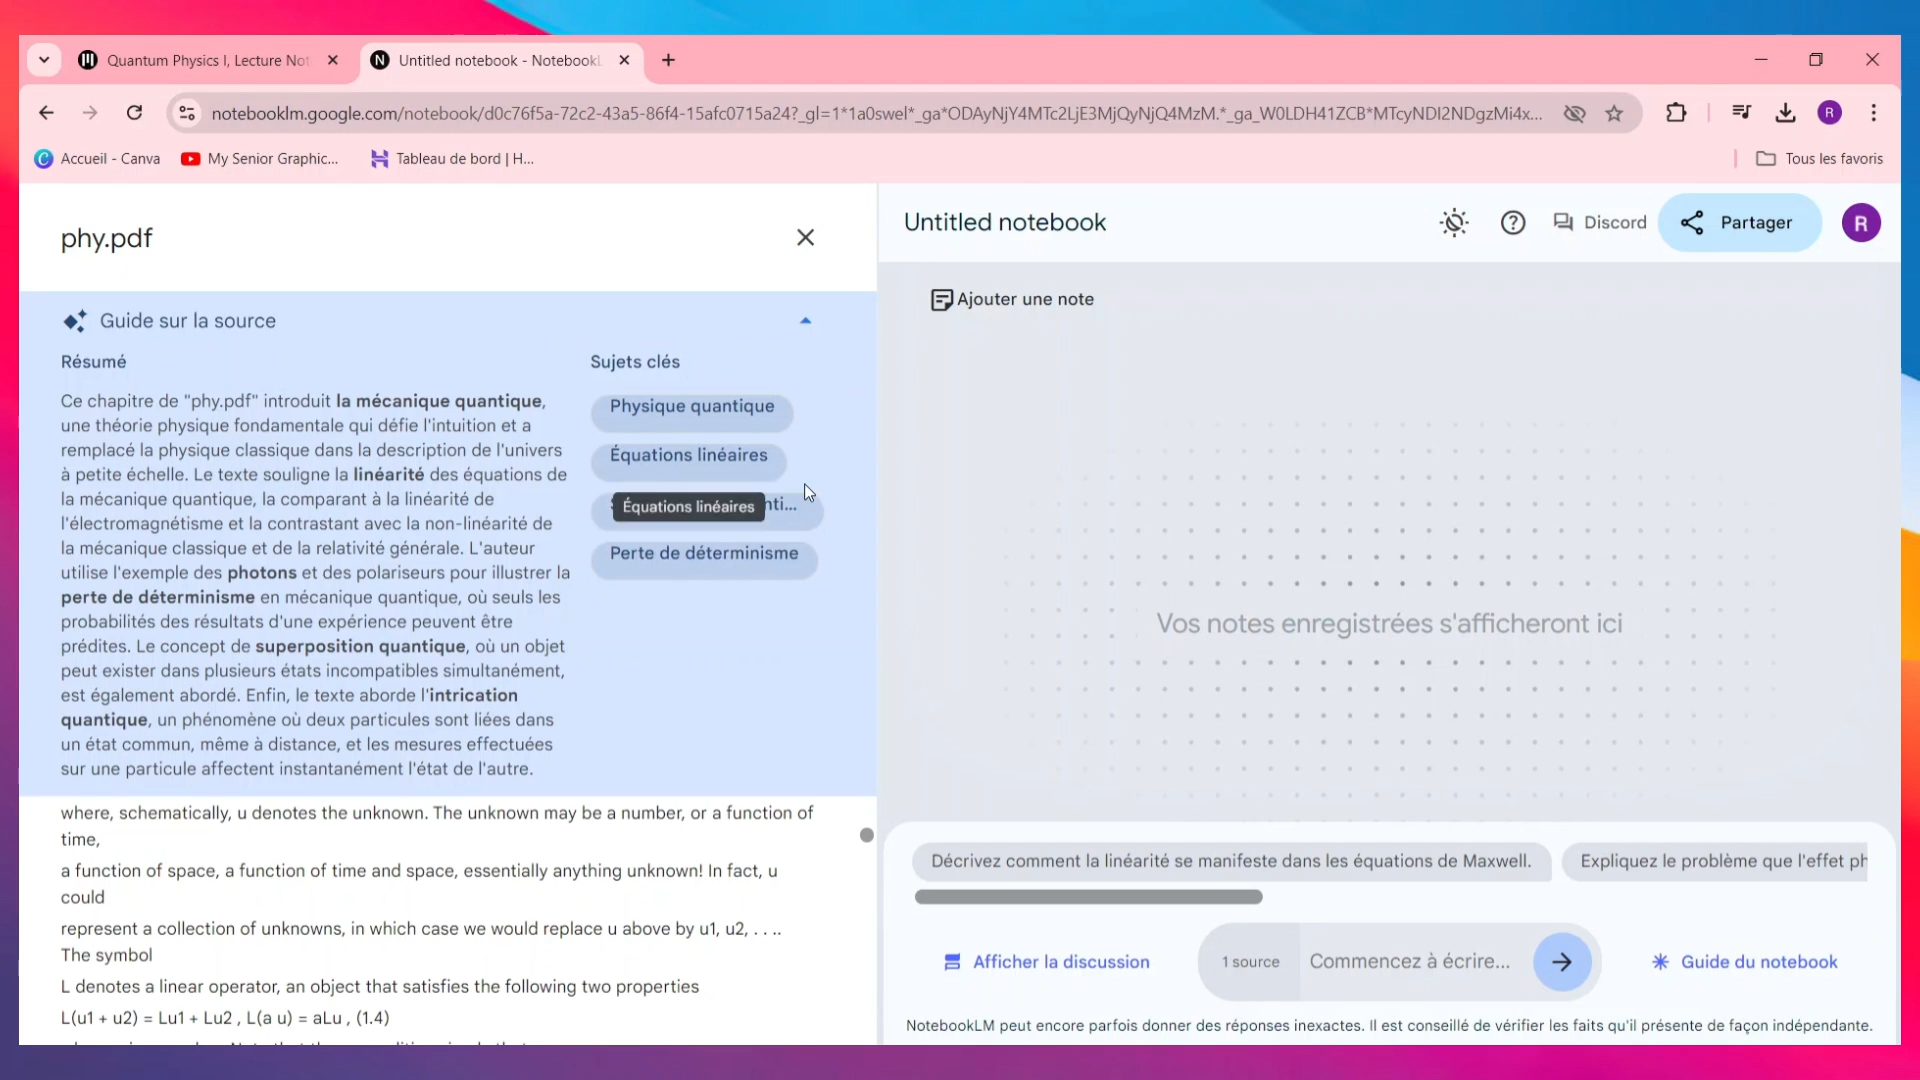 Quantum Physics I, Lecture Not
Untitled notebook - NotebookL
notebooklm.google.com/notebook/d0c76f5a-72c2-43a5-86f4-15afc0715a24?_gl=1*1a0swel*_ga*ODAyNjY4MTc2LjE3MjQyNjQ4MzM.*_ga_W0LDH41ZCB*MTcyNDI2NDgzMi4x...
R
Accueil - Canva
My Senior Graphic...
Tableau de bord | H...
Tous les favoris
phy.pdf
Untitled notebook
Discord
Partager
R
Guide sur la source
Ajouter une note
Résumé
Ce chapitre de "phy.pdf" introduit la mécanique quantique,
une théorie physique fondamentale qui défie l'intuition et a
remplacé la physique classique dans la description de l'univers
à petite échelle. Le texte souligne la linéarité des équations de
la mécanique quantique, la comparant à la linéarité de
l'électromagnétisme et la contrastant avec la non-linéarité de
la mécanique classique et de la relativité générale. L'auteur
utilise l'exemple des photons et des polariseurs pour illustrer la
perte de déterminisme en mécanique quantique, où seuls les
probabilités des résultats d'une expérience peuvent être
prédites. Le concept de superposition quantique, où un objet
peut exister dans plusieurs états incompatibles simultanément,
est également abordé. Enfin, le texte aborde l'intrication
quantique, un phénomène où deux particules sont liées dans
un état commun, même à distance, et les mesures effectuées
sur une particule affectent instantanément l'état de l'autre.
Sujets clés
Physique quantique
Équations linéaires
Équations linéaires
nti...
Perte de déterminisme
where, schematically, u denotes the unknown. The unknown may be a number, or a function of
time,
a function of space, a function of time and space, essentially anything unknown! In fact, u
could
represent a collection of unknowns, in which case we would replace u above by u1, u2, . . ..
The symbol
L denotes a linear operator, an object that satisfies the following two properties
L(u1 + u2) = Lu1 + Lu2 , L(a u) = aLu , (1.4)
Vos notes enregistrées s'afficheront ici
Décrivez comment la linéarité se manifeste dans les équations de Maxwell.
Expliquez le problème que l'effet ph
Afficher la discussion
1 source
Commencez à écrire...
Guide du notebook
NotebookLM peut encore parfois donner des réponses inexactes. Il est conseillé de vérifier les faits qu'il présente de façon indépendante.